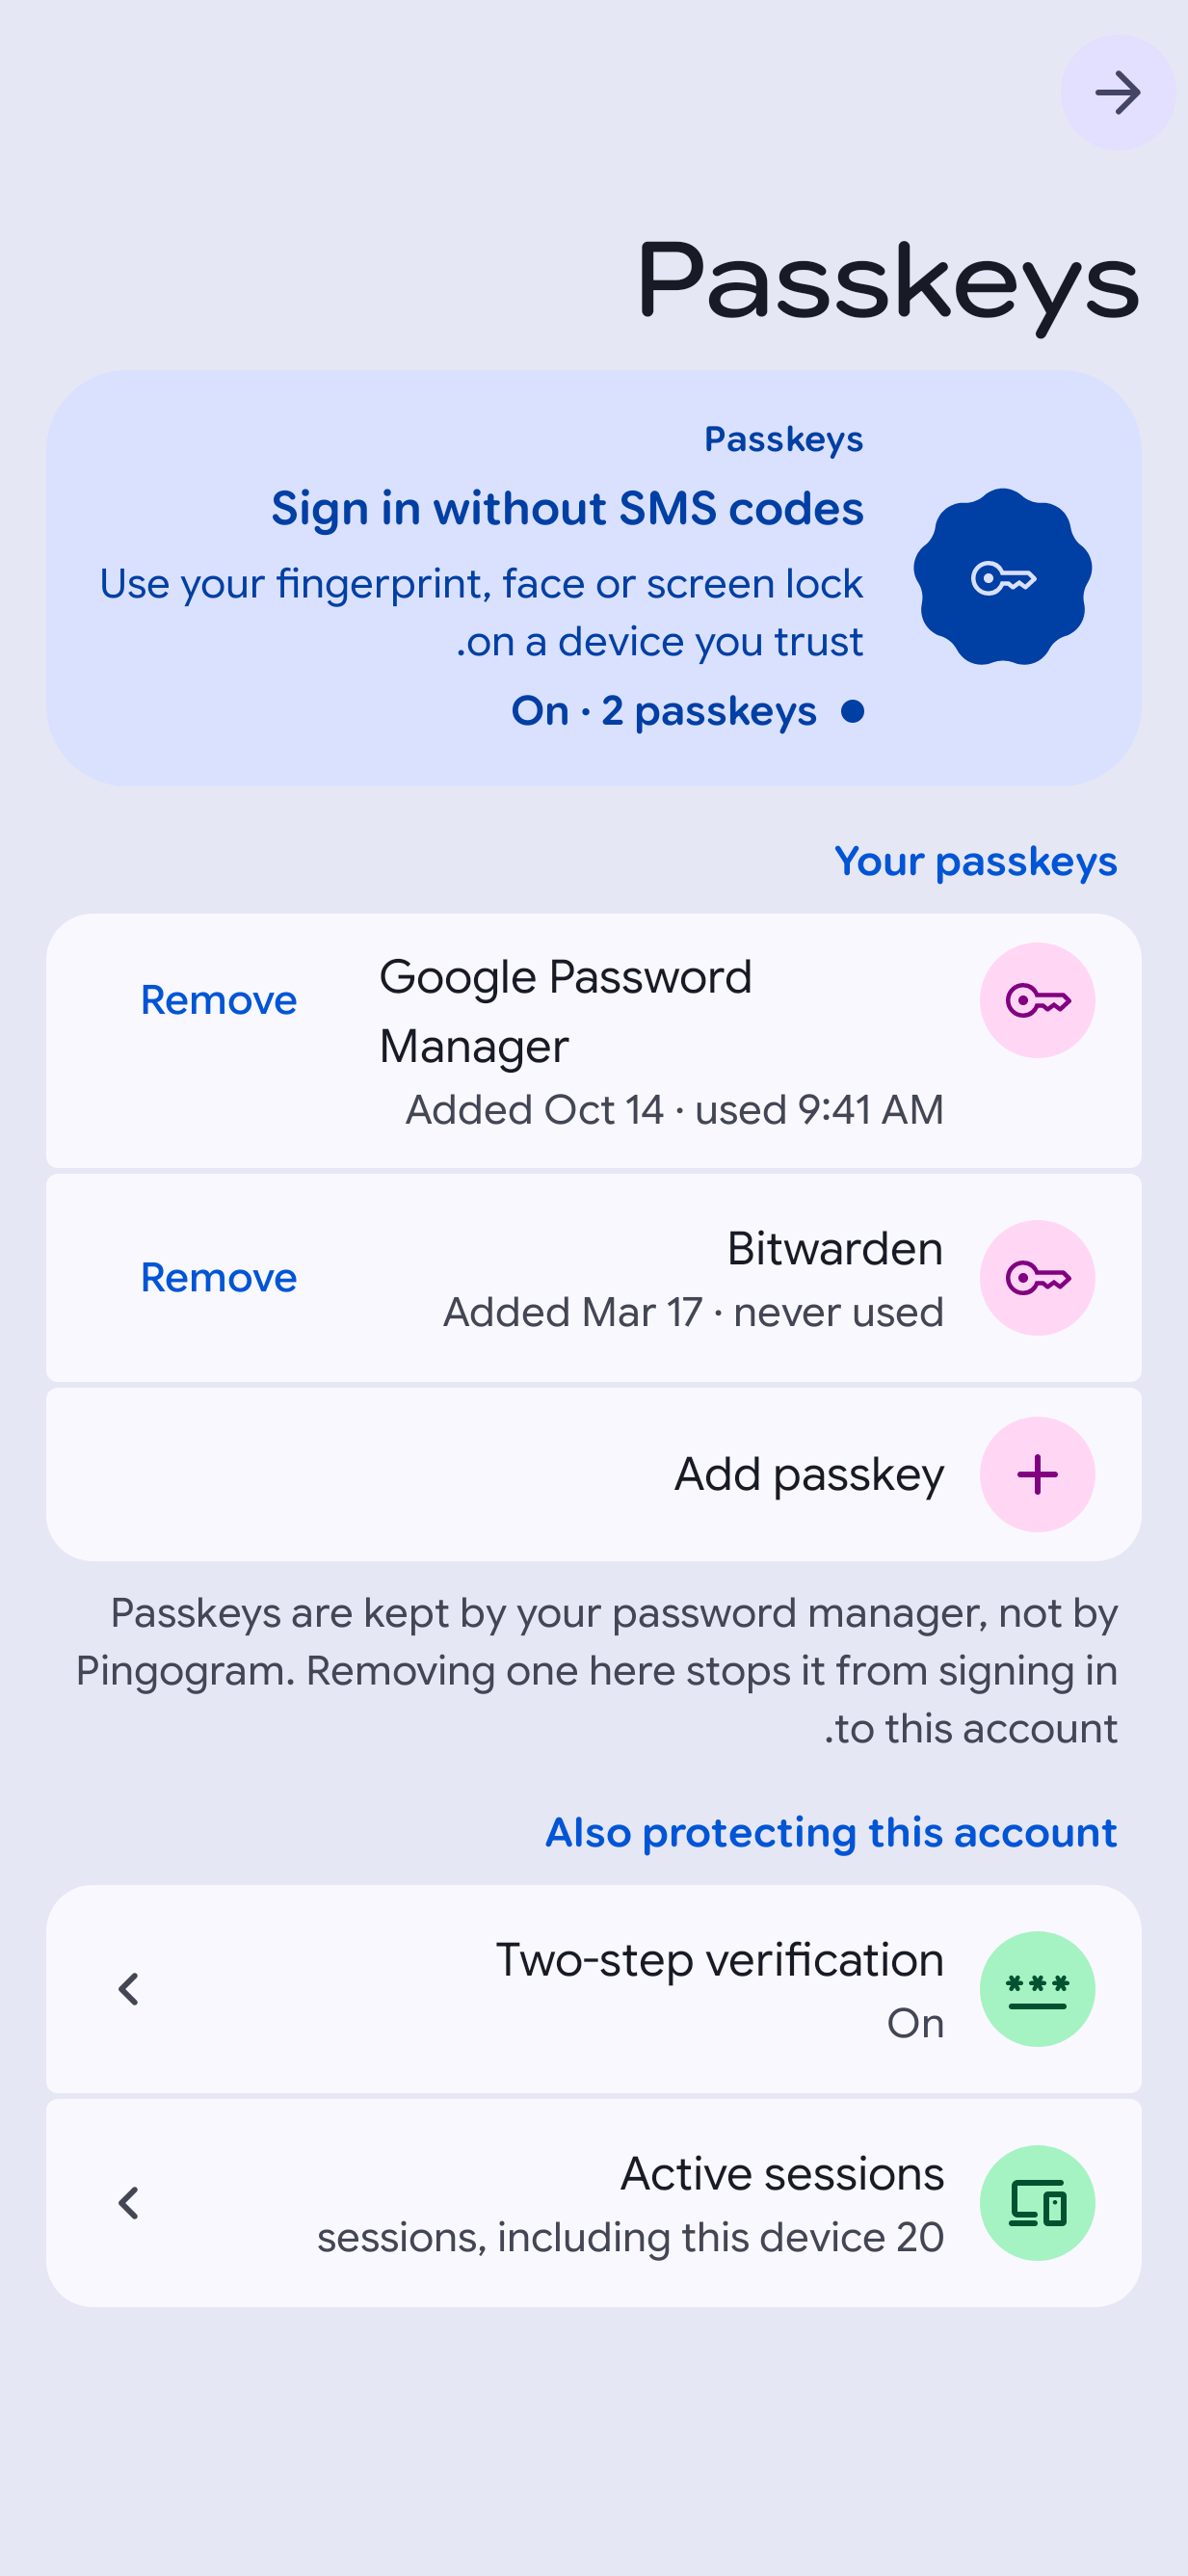 Passkeys
Passkeys
Sign in without SMS codes
Use your fingerprint, face or screen lock
.on a device you trust
On · 2 passkeys
Your passkeys
Google Password
Manager
Added Oct 14 · used 9:41 AM
Remove
Bitwarden
Added Mar 17 · never used
Remove
Add passkey
Passkeys are kept by your password manager, not by
Pingogram. Removing one here stops it from signing in
.to this account
Also protecting this account
Two-step verification
On
Active sessions
sessions, including this device 20